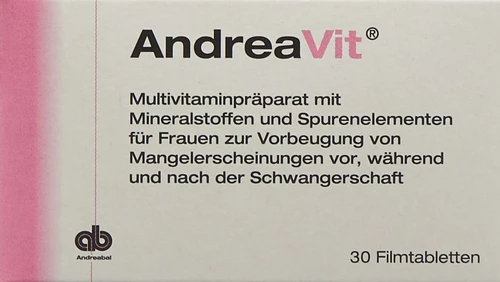 AndreaVit®
Multivitaminpräparat mit
Mineralstoffen und Spurenelementen
für Frauen zur Vorbeugung von
Mangelerscheinungen vor, während
und nach der Schwangerschaft
ab
Andreabal
30 Filmtabletten